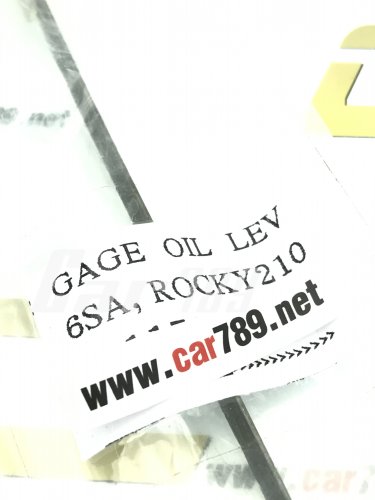 GAGE OIL LEV
6SA, ROCKY210
www.car789.net